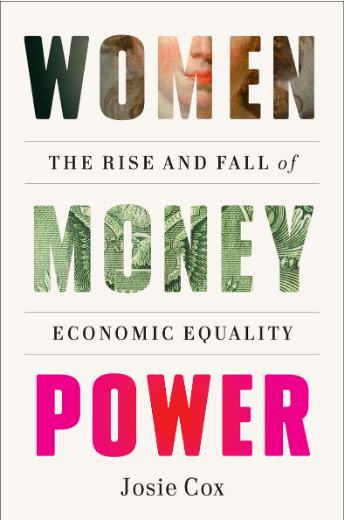 WOMEN
THE RISE AND FALL of
MONEY
ECONOMIC EQUALITY
POWER
Josie Cox